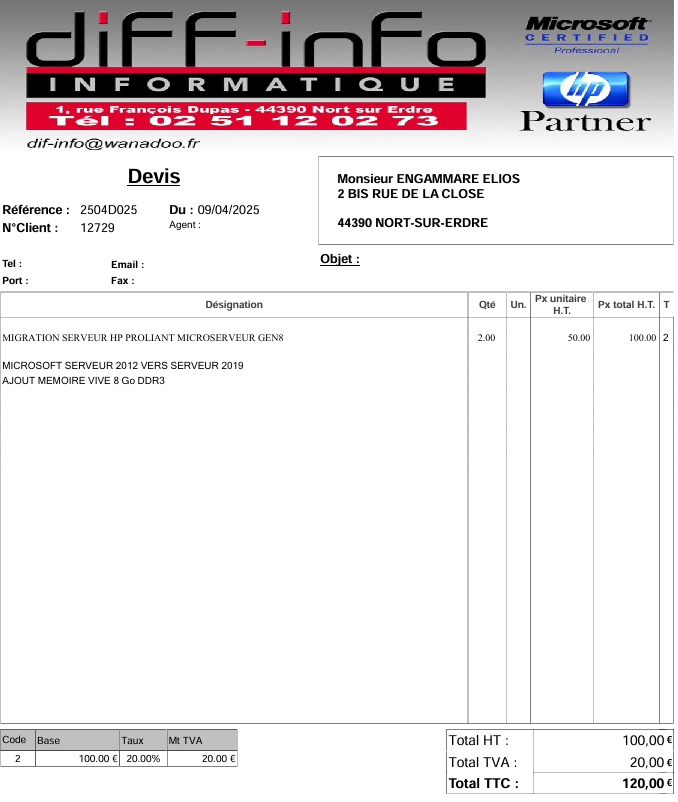 diff-info
INFORMATIQUE
1, rue François Dupas - 44390 Nort sur Erdre
Tél : 02 51 12 02 73
dif-info@wanadoo.fr
Microsoft
CERTIFIED
Professional
hp
Partner
Devis
Référence : 2504D025 Du : 09/04/2025
N°Client : 12729 Agent :
Tel : Email :
Port : Fax :
Monsieur ENGAMMARE ELIOS
2 BIS RUE DE LA CLOSE
44390 NORT-SUR-ERDRE
Objet :
Désignation Qté Un. Px unitaire H.T. Px total H.T. T
MIGRATION SERVEUR HP PROLIANT MICROSERVEUR GEN8 2.00 50.00 100.00 2
MICROSOFT SERVEUR 2012 VERS SERVEUR 2019
AJOUT MEMOIRE VIVE 8 Go DDR3
Code Base Taux Mt TVA
2 100.00 € 20.00% 20.00 €
Total HT : 100,00 €
Total TVA : 20,00 €
Total TTC : 120,00 €